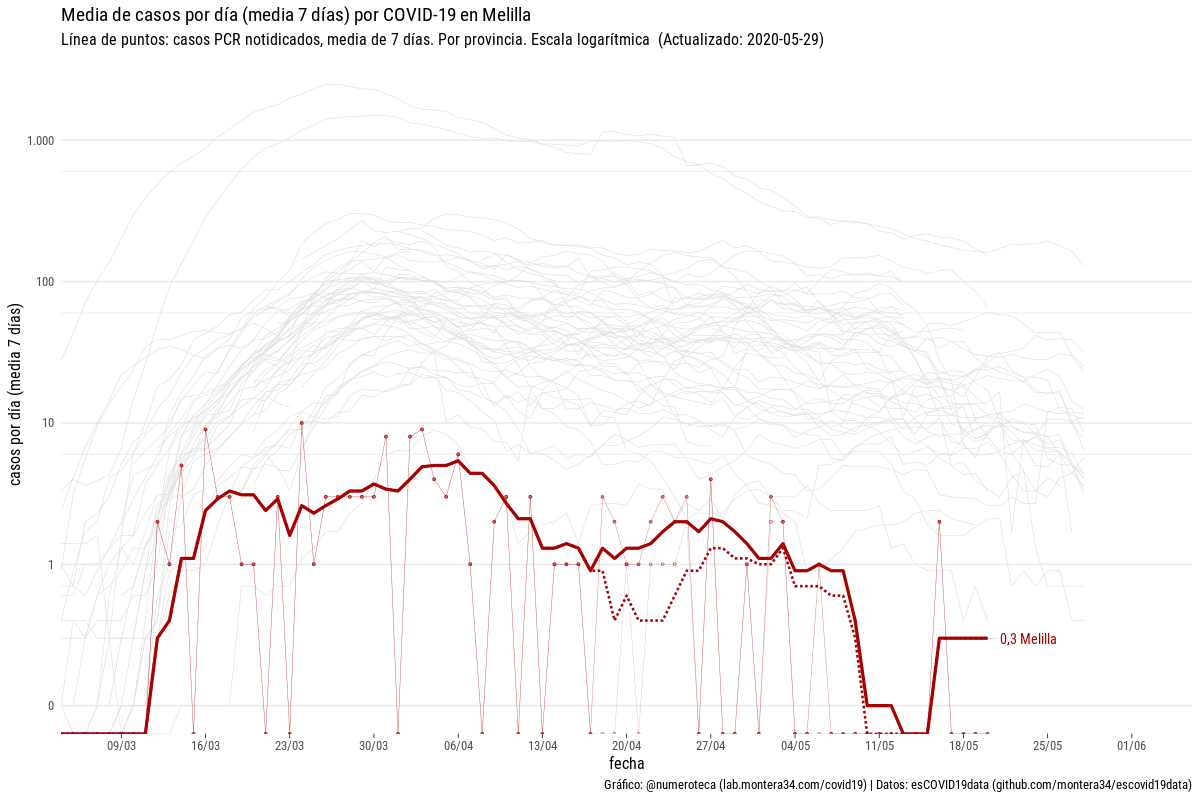 Media de casos por día (media 7 días) por COVID-19 en Melilla
Línea de puntos: casos PCR notidicados, media de 7 días. Por provincia. Escala logarítmica (Actualizado: 2020-05-29)
casos por día (media 7 días)
1.000
100
10
1
0
0,3 Melilla
09/03 16/03 23/03 30/03 06/04 13/04 20/04 27/04 04/05 11/05 18/05 25/05 01/06
fecha
Gráfico: @numeroteca (lab.montera34.com/covid19) | Datos: esCOVID19data (github.com/montera34/escovid19data)